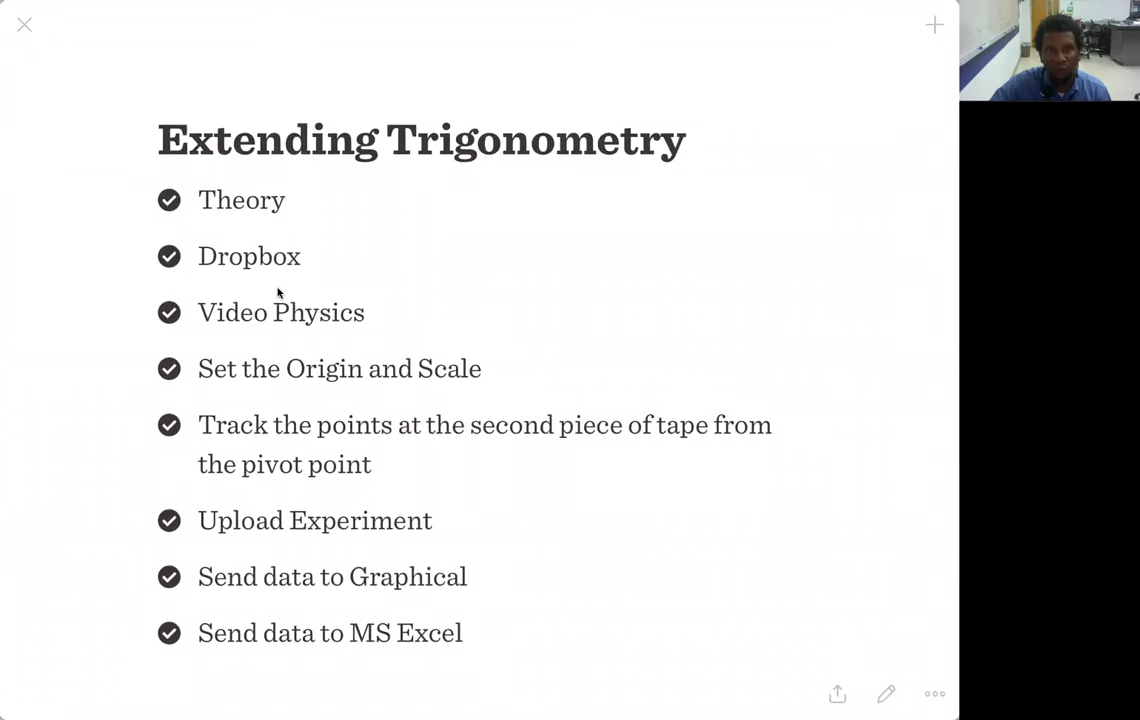 Extending Trigonometry
Theory
Dropbox
Video Physics
Set the Origin and Scale
Track the points at the second piece of tape from
the pivot point
Upload Experiment
Send data to Graphical
Send data to MS Excel